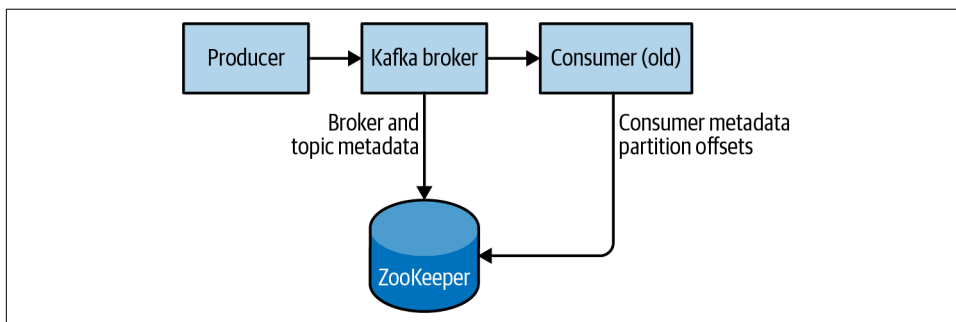 Producer
Kafka broker
Consumer (old)
Broker and
topic metadata
Consumer metadata
partition offsets
ZooKeeper